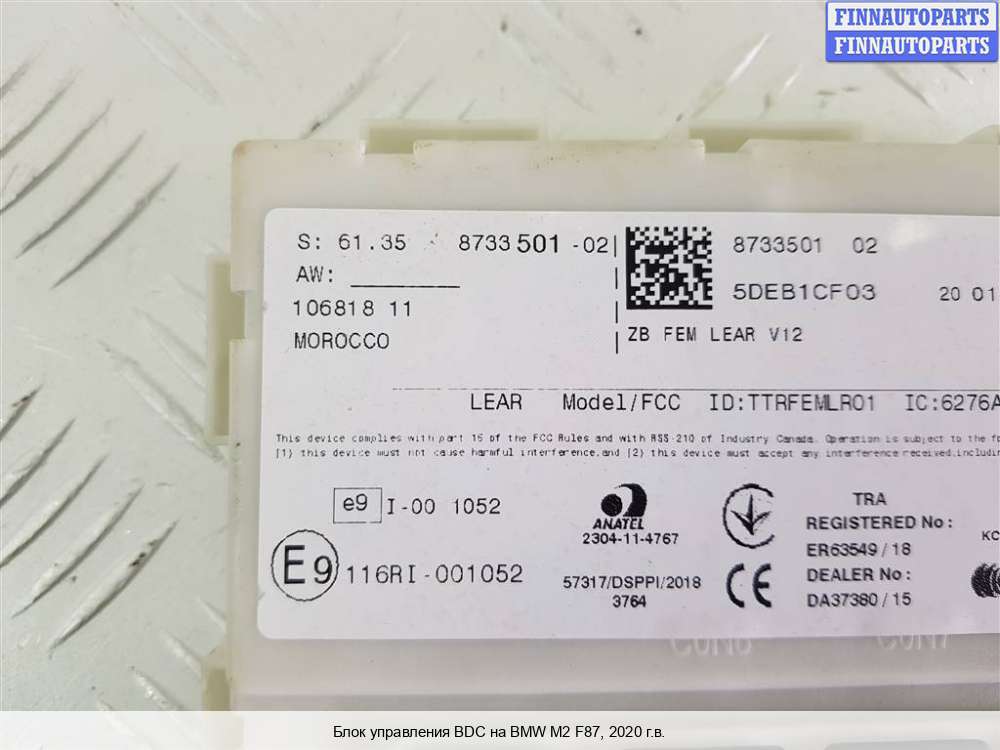 FINNAUTOPARTS
FINNAUTOPARTS
S: 61.35 8733501-02
AW:
106818 11
MOROCCO
8733501 02
5DEB1CF03 20 01
ZB FEM LEAR V12
LEAR Model/FCC ID:TTRFEMLR01 IC:6276A
This device complies with part 15 of the FCC Rules and with RSS-210 of Industry Canada. Operation is subject to the fo
(1) this device must not cause harmful interference,and (2) this device must accept any interference received,includin
e9 I-00 1052
E9 116RI-001052
ANATEL
2304-11-4767
57317/DSPPI/2018
3764
CE
TRA
REGISTERED No :
ER63549 / 18
DEALER No :
DA37380 / 15
KC
CON8 CON7
Блок управления BDC на BMW M2 F87, 2020 г.в.